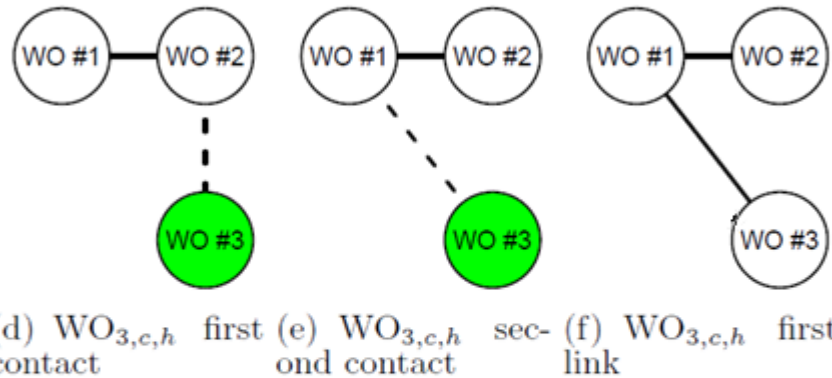 WO #1 WO #2 WO #1 WO #2 WO #1 WO #2
WO #3 WO #3 WO #3
d) WO3,c,h first (e) WO3,c,h sec- (f) WO3,c,h first
contact ond contact link